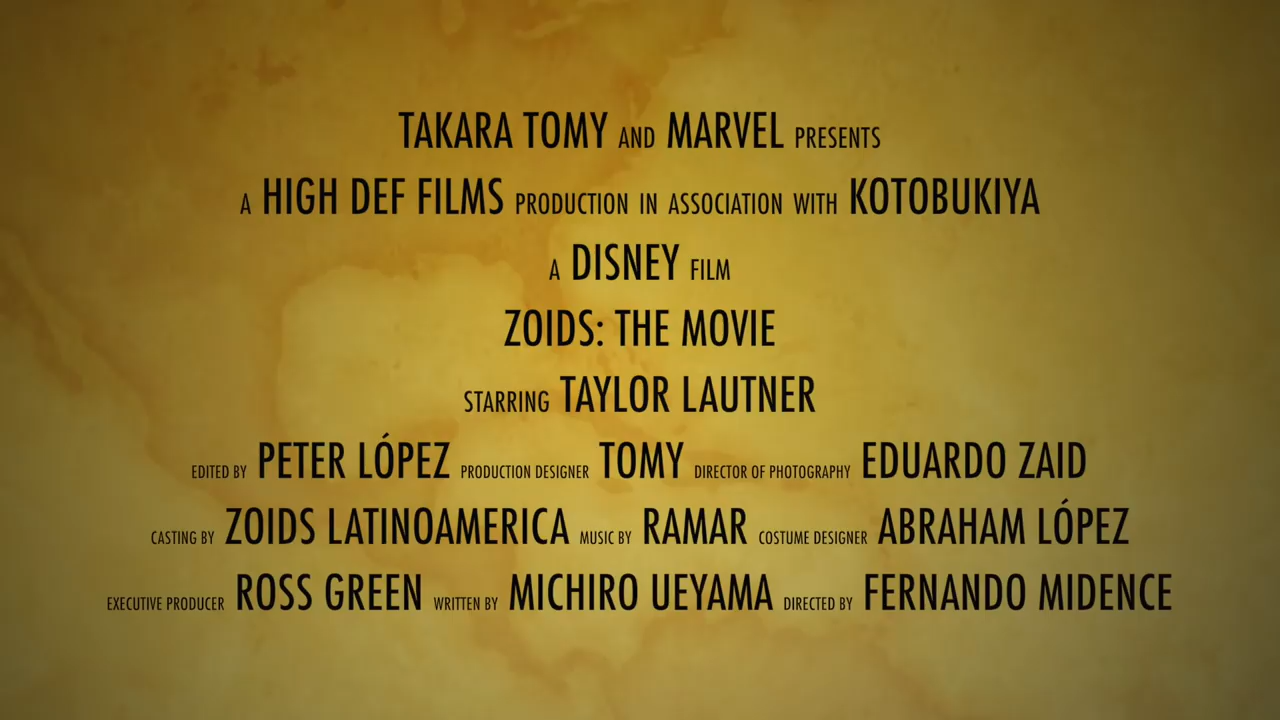 TAKARA TOMY AND MARVEL PRESENTS
A HIGH DEF FILMS PRODUCTION IN ASSOCIATION WITH KOTOBUKIYA
A DISNEY FILM
ZOIDS: THE MOVIE
STARRING TAYLOR LAUTNER
EDITED BY PETER LÓPEZ PRODUCTION DESIGNER TOMY DIRECTOR OF PHOTOGRAPHY EDUARDO ZAID
CASTING BY ZOIDS LATINOAMERICA MUSIC BY RAMAR COSTUME DESIGNER ABRAHAM LÓPEZ
EXECUTIVE PRODUCER ROSS GREEN WRITTEN BY MICHIRO UEYAMA DIRECTED BY FERNANDO MIDENCE